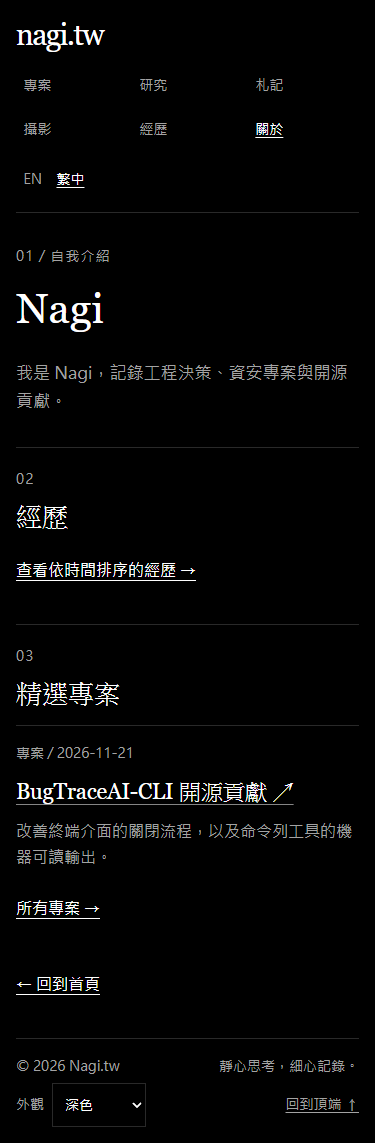 nagi.tw
專案 研究 札記
攝影 經歷 關於
EN 繁中
01 / 自我介紹
Nagi
我是 Nagi，記錄工程決策、資安專案與開源
貢獻。
02
經歷
查看依時間排序的經歷 →
03
精選專案
專案 / 2026-11-21
BugTraceAI-CLI 開源貢獻 ↗
改善終端介面的關閉流程，以及命令列工具的機
器可讀輸出。
所有專案 →
← 回到首頁
© 2026 Nagi.tw 靜心思考，細心記錄。
外觀 深色 回到頂端 ↑